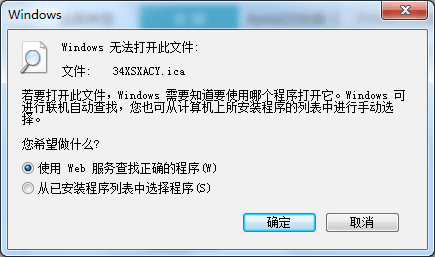 Windows
Windows 无法打开此文件:
文件: 34XSXACY.ica
若要打开此文件，Windows 需要知道要使用哪个程序打开它。Windows 可
进行联机自动查找，您也可从计算机上所安装程序的列表中进行手动选
择。
您希望做什么?
使用 Web 服务查找正确的程序(W)
从已安装程序列表中选择程序(S)
确定
取消